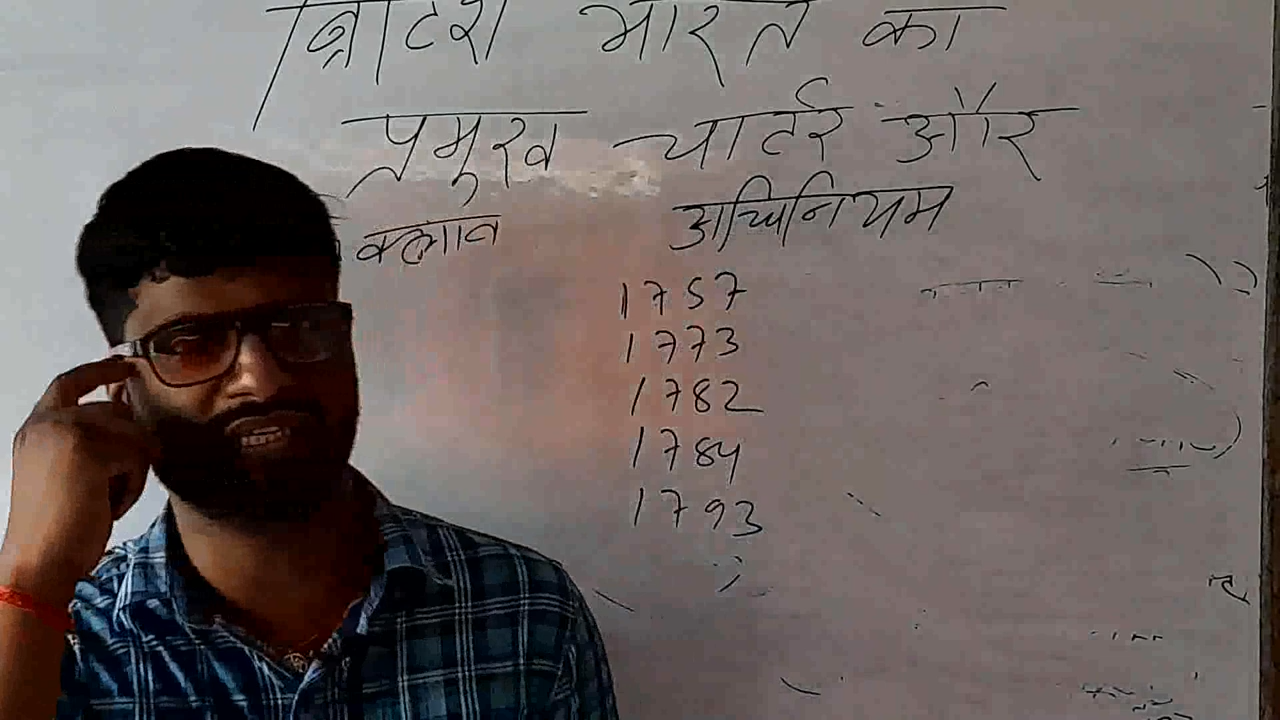 ब्रिटिश भारत का
प्रमुख चार्टर और
क्लाव अधिनियम
1757
1773
1782
1784
1793